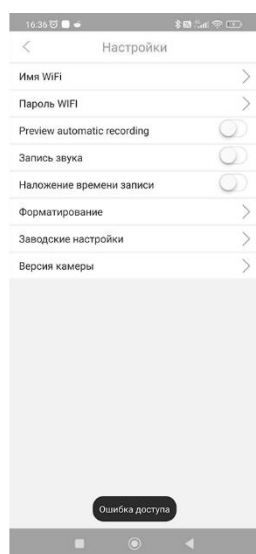 16:36
Настройки
Имя WiFi
Пароль WIFI
Preview automatic recording
Запись звука
Наложение времени записи
Форматирование
Заводские настройки
Версия камеры
Ошибка доступа